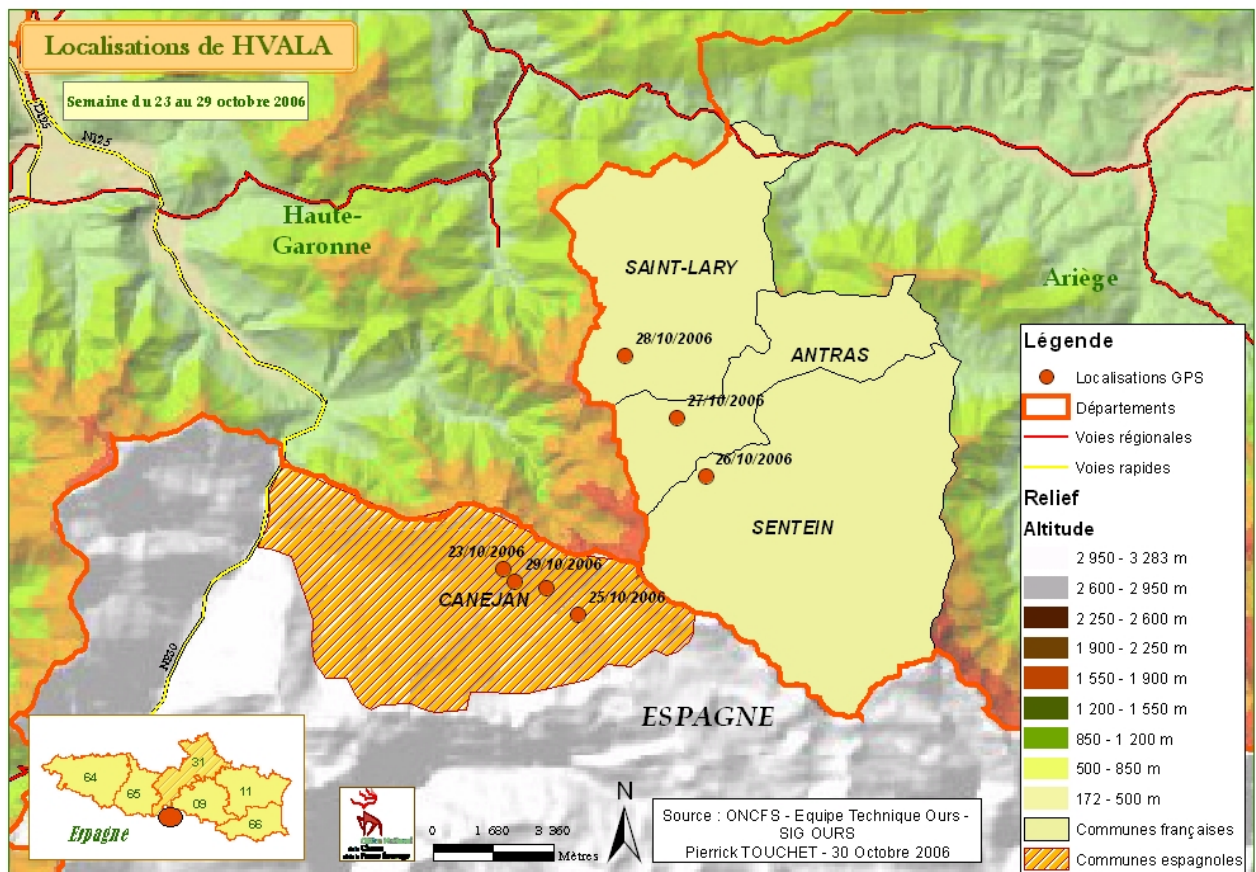 Localisations de HVALA
Semaine du 23 au 29 octobre 2006
D125
N125
Haute-
Garonne
SAINT-LARY
Ariège
28/10/2006
ANTRAS
27/10/2006
26/10/2006
SENTEIN
23/10/2006
29/10/2006
CANEJAN
25/10/2006
N230
ESPAGNE
Légende
Localisations GPS
Départements
Voies régionales
Voies rapides
Relief
Altitude
2 950 - 3 283 m
2 600 - 2 950 m
2 250 - 2 600 m
1 900 - 2 250 m
1 550 - 1 900 m
1 200 - 1 550 m
850 - 1 200 m
500 - 850 m
172 - 500 m
Communes françaises
Communes espagnoles
64
65
31
09
11
66
Espagne
0 1 680 3 360
Mètres
N
Source : ONCFS - Equipe Technique Ours -
SIG OURS
Pierrick TOUCHET - 30 Octobre 2006